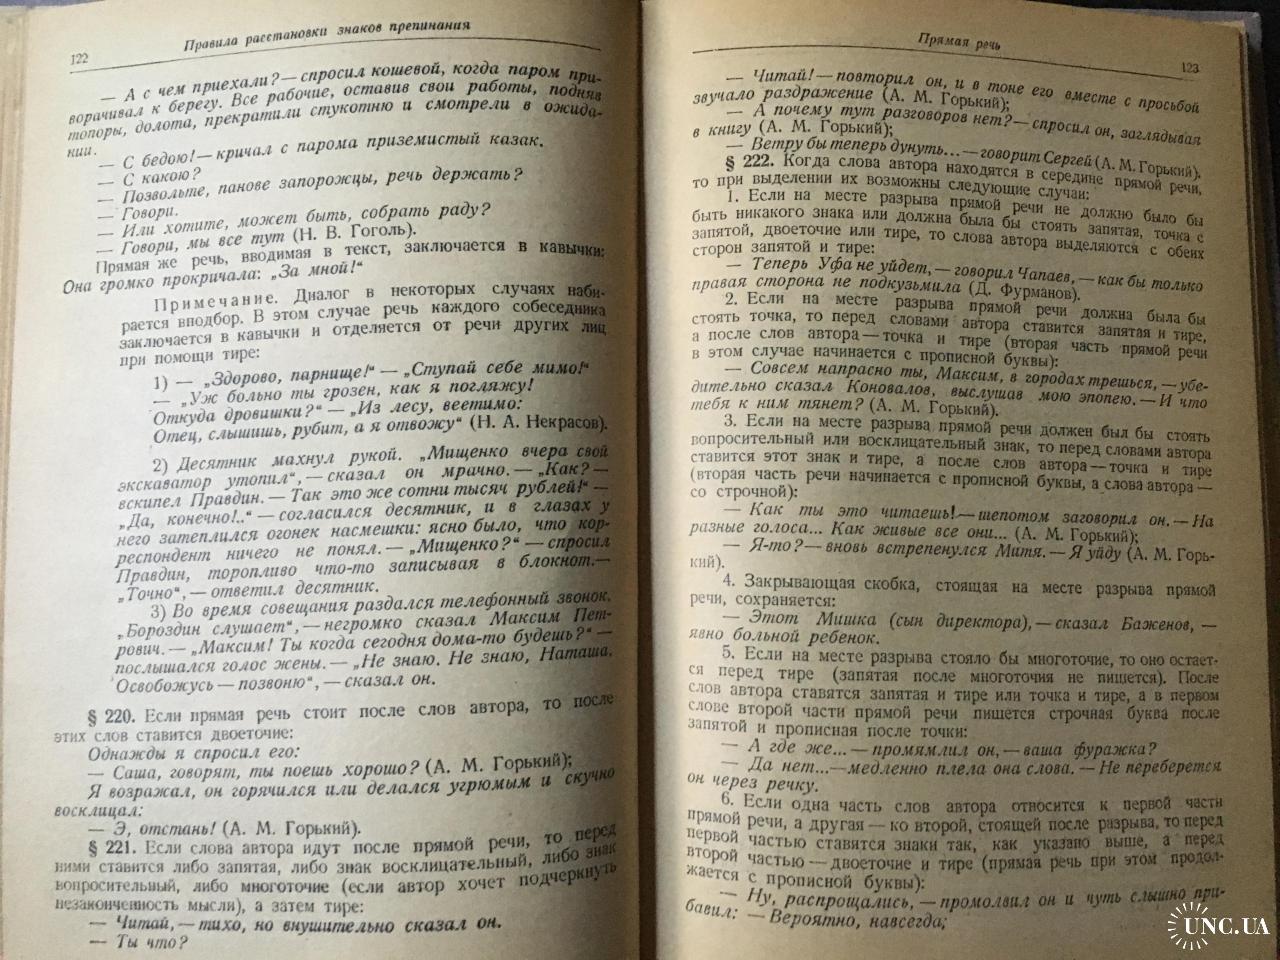 122
Правила расстановки знаков препинания
— А с чем приехали?—спросил кошевой, когда паром при-
ворачивал к берегу. Все рабочие, оставив свои работы, подняв
топоры, долота, прекратили стукотню и смотрели в ожида-
нии.
— С бедою!—кричал с парома приземистый казак.
— С какою?
— Позвольте, панове запорожцы, речь держать?
— Говори.
— Или хотите, может быть, собрать раду?
— Говори, мы все тут (Н. В. Гоголь).
Прямая же речь, вводимая в текст, заключается в кавычки:
Она громко прокричала: „За мной!“
Примечание. Диалог в некоторых случаях наби-
рается вподбор. В этом случае речь каждого собеседника
заключается в кавычки и отделяется от речи других лиц
при помощи тире:
1) — „Здорово, парнище!“ — „Ступай себе мимо!“
— „Уж больно ты грозен, как я погляжу!
Откуда дровишки?“ — „Из лесу, вестимо:
Отец, слышишь, рубит, а я отвожу“ (Н. А. Некрасов).
2) Десятник махнул рукой. „Мищенко вчера свой
экскаватор утопил“, — сказал он мрачно. — „Как? —
вскипел Правдин. — Так это же сотни тысяч рублей!“ —
„Да, конечно!..“ — согласился десятник, и в глазах у
него затеплился огонек насмешки: ясно было, что кор-
респондент ничего не понял. — „Мищенко?“ — спросил
Правдин, торопливо что-то записывая в блокнот.—
„Точно“, — ответил десятник.
3) Во время совещания раздался телефонный звонок.
„Бороздин слушает“, — негромко сказал Максим Пет-
рович. — „Максим! Ты когда сегодня дома-то будешь?“ —
послышался голос жены. — „Не знаю. Не знаю, Наташа.
Освобожусь — позвоню“, — сказал он.
§ 220. Если прямая речь стоит после слов автора, то после
этих слов ставится двоеточие:
Однажды я спросил его:
— Саша, говорят, ты поешь хорошо? (А. М. Горький);
Я возражал, он горячился или делался угрюмым и скучно
восклицал:
— Э, отстань! (А. М. Горький).
§ 221. Если слова автора идут после прямой речи, то перед
ними ставится либо запятая, либо знак восклицательный, либо знак
вопросительный, либо многоточие (если автор хочет подчеркнуть
незаконченность мысли), а затем тире:
— Читай, — тихо, но внушительно сказал он.
— Ты что?
Прямая речь
123
— Читай! — повторил он, и в тоне его вместе с просьбой
звучало раздражение (А. М. Горький);
— А почему тут разговоров нет?—спросил он, заглядывая
в книгу (А. М. Горький);
— Ветру бы теперь дунуть... — говорит Сергей (А. М. Горький).
§ 222. Когда слова автора находятся в середине прямой речи,
то при выделении их возможны следующие случаи:
1. Если на месте разрыва прямой речи не должно было бы
быть никакого знака или должна была бы стоять запятая, точка с
запятой, двоеточие или тире, то слова автора выделяются с обеих
сторон запятой и тире:
— Теперь Уфа не уйдет, — говорил Чапаев, — как бы только
правая сторона не подкузьмила (Д. Фурманов).
2. Если на месте разрыва прямой речи должна была бы
стоять точка, то перед словами автора ставится запятая и тире,
а после слов автора — точка и тире (вторая часть прямой речи
в этом случае начинается с прописной буквы):
— Совсем напрасно ты, Максим, в городах трешься, — убе-
дительно сказал Коновалов, выслушав мою эпопею. — И что
тебя к ним тянет? (А. М. Горький).
3. Если на месте разрыва прямой речи должен был бы стоять
вопросительный или восклицательный знак, то перед словами автора
ставится этот знак и тире, а после слов автора — точка и тире
(вторая часть речи начинается с прописной буквы, а слова автора —
со строчной):
— Как ты это читаешь!— шепотом заговорил он. — На
разные голоса... Как живые все они... (А. М. Горький);
— Я-то? — вновь встрепенулся Митя. — Я уйду (А. М. Горь-
кий).
4. Закрывающая скобка, стоящая на месте разрыва прямой
речи, сохраняется:
— Этот Мишка (сын директора), — сказал Баженов, —
явно больной ребенок.
5. Если на месте разрыва стояло бы многоточие, то оно остает-
ся перед тире (запятая после многоточия не пишется). После
слов автора ставятся запятая и тире или точка и тире, а в первом
слове второй части прямой речи пишется строчная буква после
запятой и прописная после точки:
— А где же... — промямлил он, — ваша фуражка?
— Да нет...—медленно плела она слова. — Не переберется
он через речку.
6. Если одна часть слов автора относится к первой части
прямой речи, а другая — ко второй, стоящей после разрыва, то перед
первой частью ставятся знаки так, как указано выше, а перед
второй частью — двоеточие и тире (прямая речь при этом продол-
жается с прописной буквы):
— Ну, распрощались, — промолвил он и чуть слышно при-
бавил: — Вероятно, навсегда;
UNC.UA